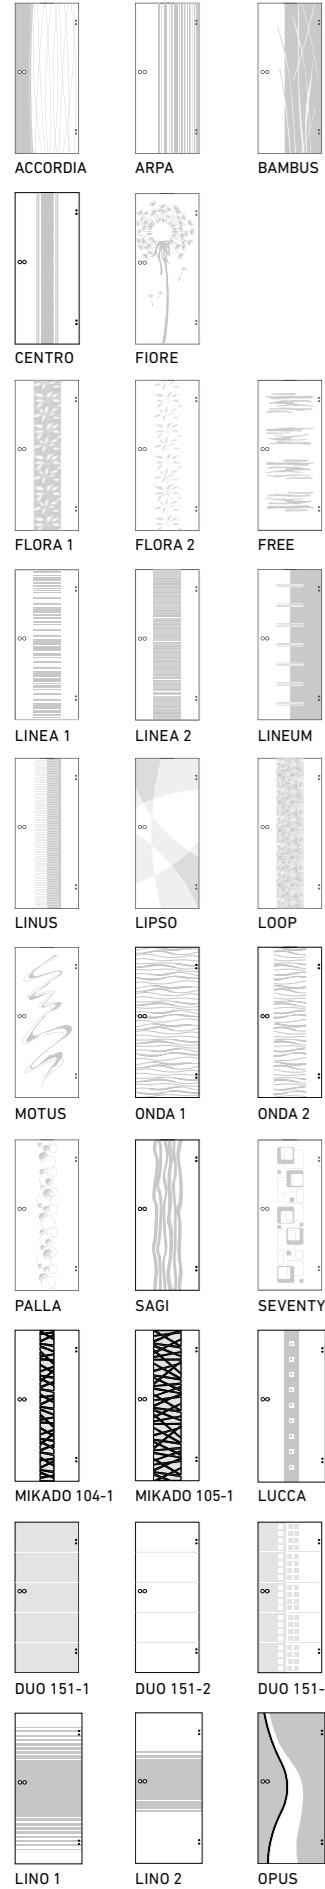 ACCORDIA ARPA BAMBUS
CENTRO FIORE
FLORA 1 FLORA 2 FREE
LINEA 1 LINEA 2 LINEUM
LINUS LIPSO LOOP
MOTUS ONDA 1 ONDA 2
PALLA SAGI SEVENTY
MIKADO 104-1 MIKADO 105-1 LUCCA
DUO 151-1 DUO 151-2 DUO 151-
LINO 1 LINO 2 OPUS